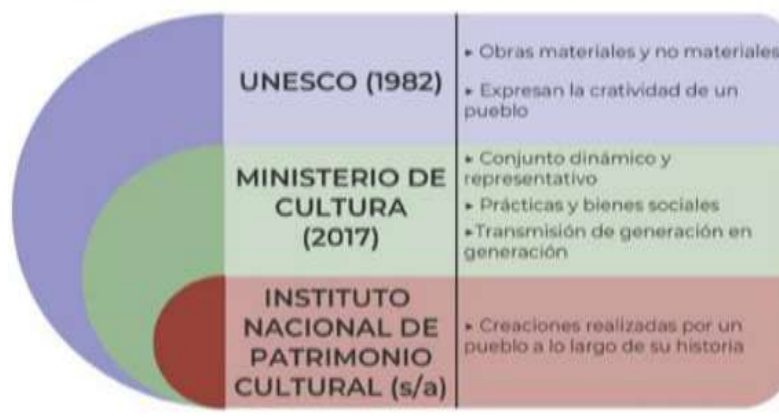 UNESCO (1982)
▸ Obras materiales y no materiales
▸ Expresan la cratividad de un
pueblo
MINISTERIO DE
CULTURA
(2017)
▸ Conjunto dinámico y
representativo
▸ Prácticas y bienes sociales
▸Transmisión de generación en
generación
INSTITUTO
NACIONAL DE
PATRIMONIO
CULTURAL (s/a)
▸ Creaciones realizadas por un
pueblo a lo largo de su historia